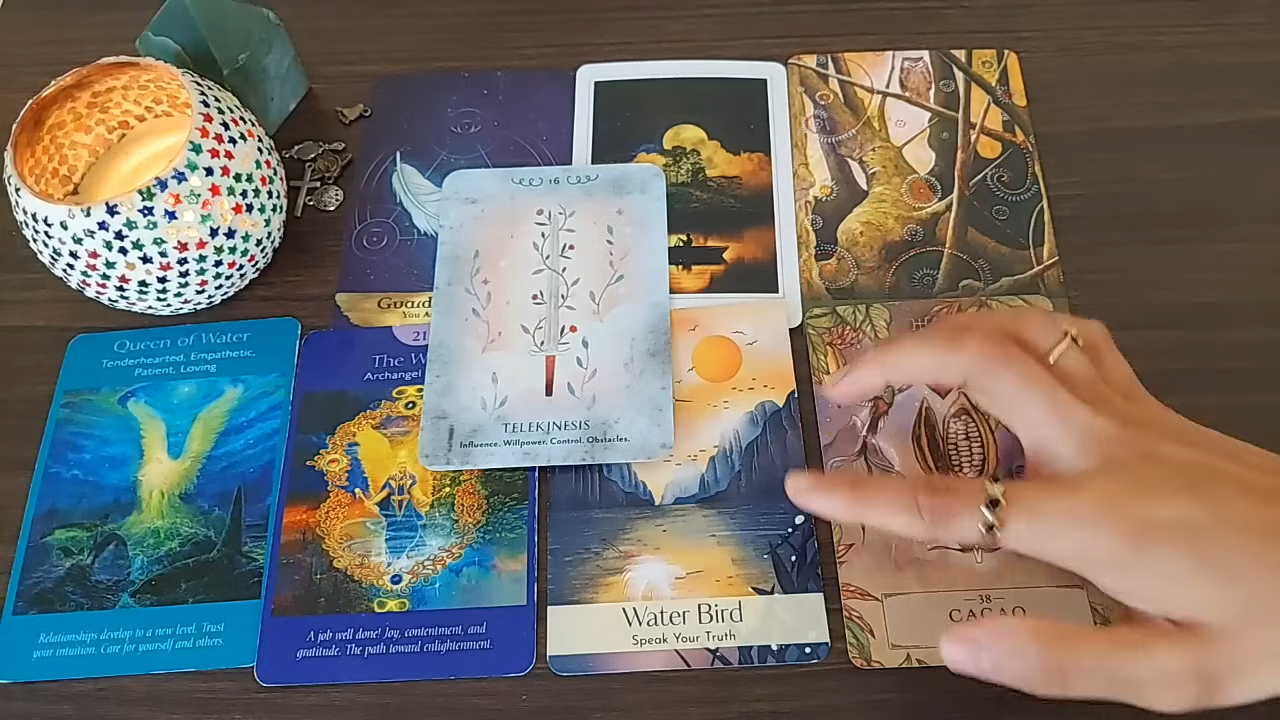 Queen of Water
Tenderhearted, Empathetic,
Patient, Loving
Relationships develop to a new level. Trust
your intuition. Care for yourself and others.
21
The W
Archangel
A job well done! Joy, contentment, and
gratitude. The path toward enlightenment.
Guard
You A
16
TELEKINESIS
Influence. Willpower. Control. Obstacles.
Water Bird
Speak Your Truth
—38—
CACAO